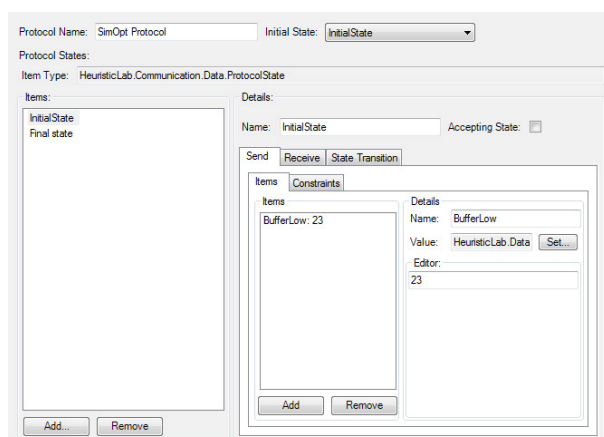 Protocol Name: SimOpt Protocol Initial State: InitialState
Protocol States:
Item Type: HeuristicLab.Communication.Data.ProtocolState
Items:
InitialState
Final state
Add... Remove
Details:
Name: InitialState Accepting State:
Send Receive State Transition
Items Constraints
Items
BufferLow: 23
Add Remove
Details
Name: BufferLow
Value: HeuristicLab.Data Set...
Editor:
23